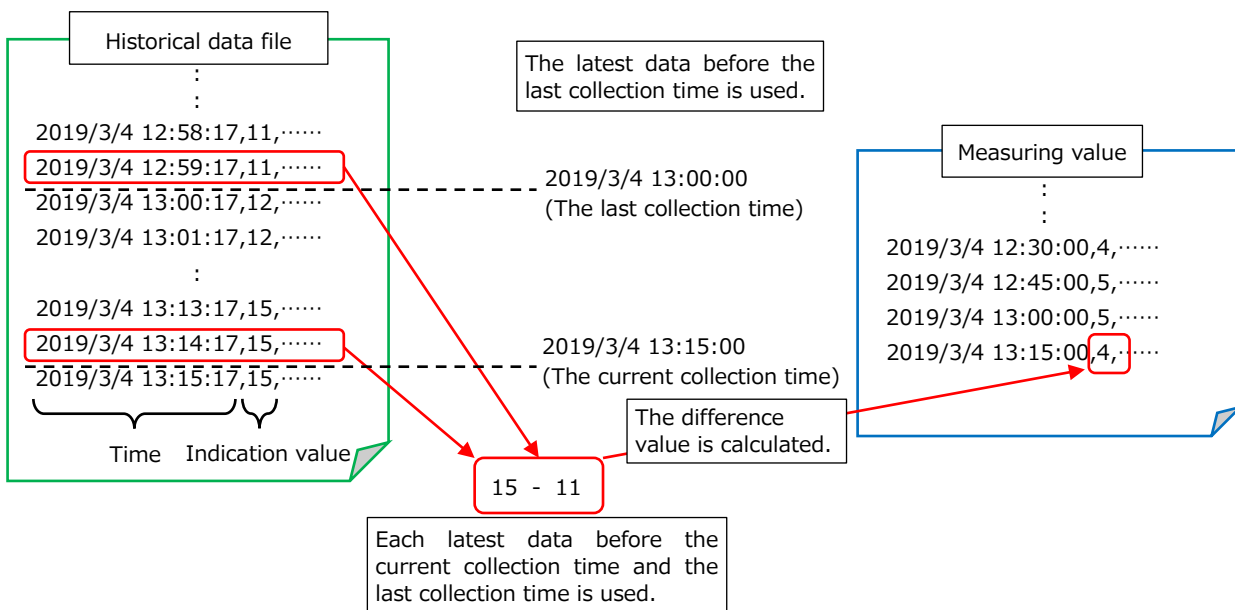 Historical data file
:
:
2019/3/4 12:58:17,11,······
2019/3/4 12:59:17,11,······
2019/3/4 13:00:17,12,······
2019/3/4 13:01:17,12,······
:
2019/3/4 13:13:17,15,······
2019/3/4 13:14:17,15,······
2019/3/4 13:15:17,15,······
Time
Indication value
The latest data before the
last collection time is used.
2019/3/4 13:00:00
(The last collection time)
2019/3/4 13:15:00
(The current collection time)
The difference
value is calculated.
15 - 11
Each latest data before the
current collection time and the
last collection time is used.
Measuring value
:
:
2019/3/4 12:30:00,4,······
2019/3/4 12:45:00,5,······
2019/3/4 13:00:00,5,······
2019/3/4 13:15:00,4,······